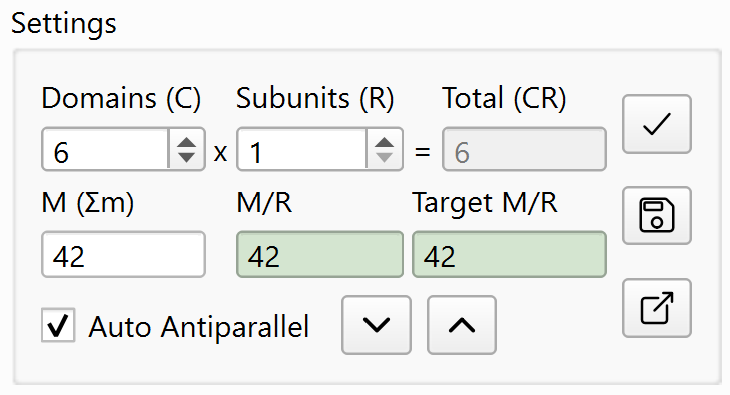 Settings
Domains (C) Subunits (R) Total (CR)
6 x 1 = 6
M (Σm) M/R Target M/R
42 42 42
Auto Antiparallel